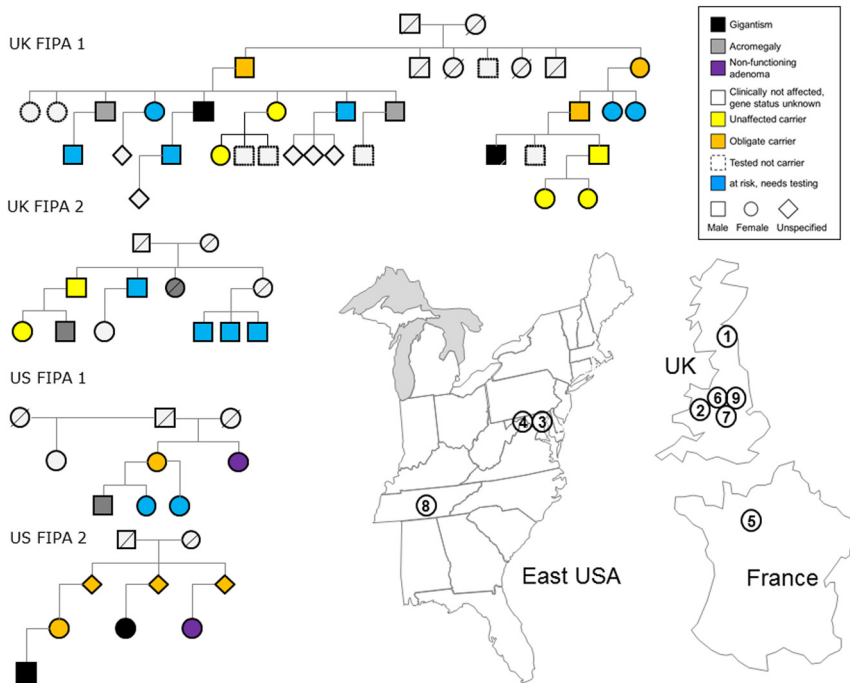 UK FIPA 1
UK FIPA 2
US FIPA 1
US FIPA 2
Gigantism
Acromegaly
Non-functioning
adenoma
Clinically not affected,
gene status unknown
Unaffected carrier
Obligate carrier
Tested not carrier
at risk, needs testing
Male Female Unspecified
UK
1
6 9
2
7
4 3
8
East USA
5
France